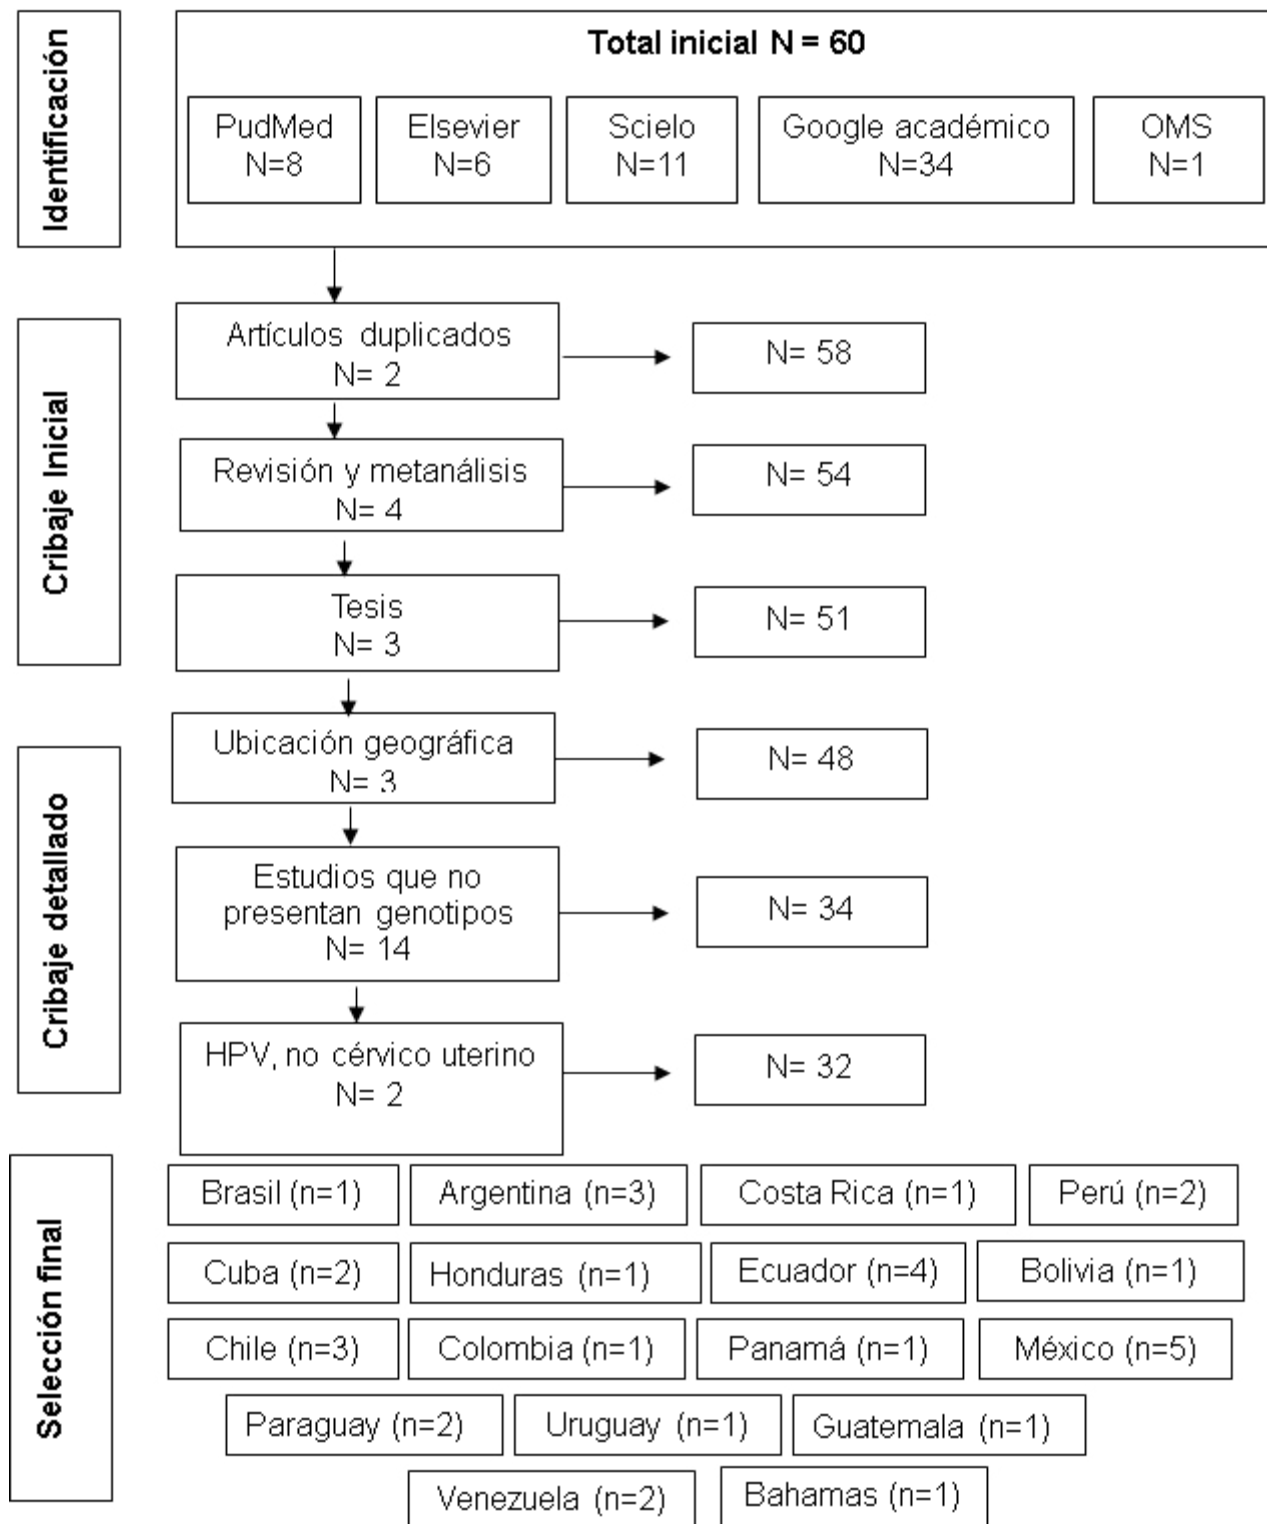 Identificación
Total inicial N = 60
PudMed
N=8
Elsevier
N=6
Scielo
N=11
Google académico
N=34
OMS
N=1
Cribaje Inicial
Artículos duplicados
N= 2
N= 58
Revisión y metanálisis
N= 4
N= 54
Tesis
N= 3
N= 51
Cribaje detallado
Ubicación geográfica
N= 3
N= 48
Estudios que no
presentan genotipos
N= 14
N= 34
HPV, no cérvico uterino
N= 2
N= 32
Selección final
Brasil (n=1)
Argentina (n=3)
Costa Rica (n=1)
Perú (n=2)
Cuba (n=2)
Honduras (n=1)
Ecuador (n=4)
Bolivia (n=1)
Chile (n=3)
Colombia (n=1)
Panamá (n=1)
México (n=5)
Paraguay (n=2)
Uruguay (n=1)
Guatemala (n=1)
Venezuela (n=2)
Bahamas (n=1)